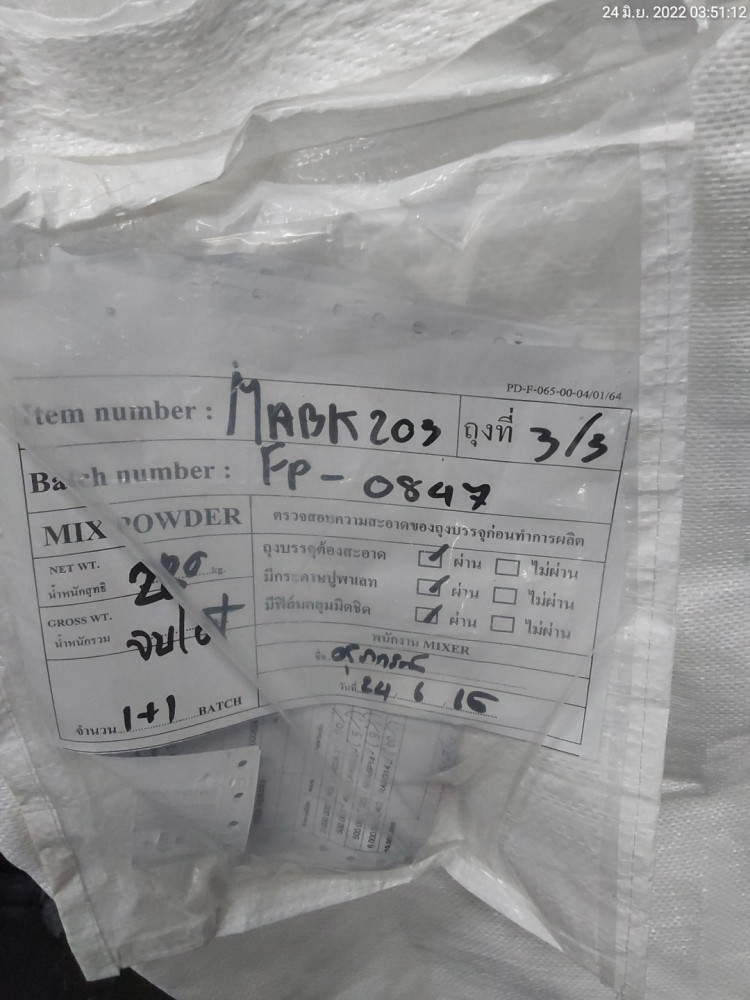 24 มิ.ย. 2022 03:51:12
PD-F-065-00-04/01/64
Item number : MABK203 ถุงที่ 3/3
Batch number : FP-0847
MIX POWDER ตรวจสอบความสะอาดของถุงบรรจุก่อนทำการผลิต
NET WT. kg.
น้ำหนักสุทธิ
ถุงบรรจุต้องสะอาด ผ่าน ไม่ผ่าน
มีกระดาษปูพาเลท ผ่าน ไม่ผ่าน
GROSS WT.
น้ำหนักรวม
มีฟิล์มคลุมมิดชิด ผ่าน ไม่ผ่าน
พนักงาน MIXER
ชื่อ
วันที่ 24 / 6 /
จำนวน 1+1 BATCH